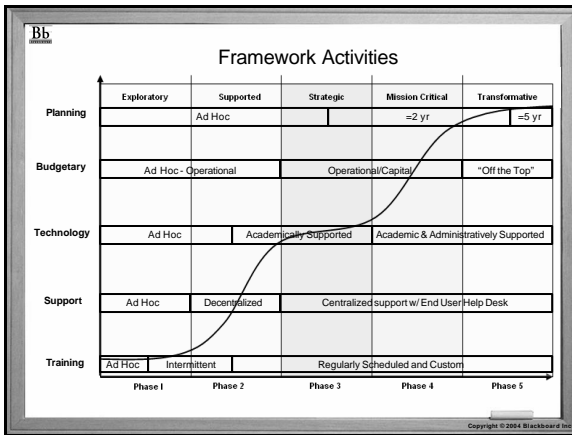 Bb
Framework Activities
Exploratory Supported Strategic Mission Critical Transformative
Planning Ad Hoc =2 yr =5 yr
Budgetary Ad Hoc - Operational Operational/Capital "Off the Top"
Technology Ad Hoc Academically Supported Academic & Administratively Supported
Support Ad Hoc Decentralized Centralized support w/ End User Help Desk
Training Ad Hoc Intermittent Regularly Scheduled and Custom
Phase 1 Phase 2 Phase 3 Phase 4 Phase 5
Copyright © 2004 Blackboard Inc